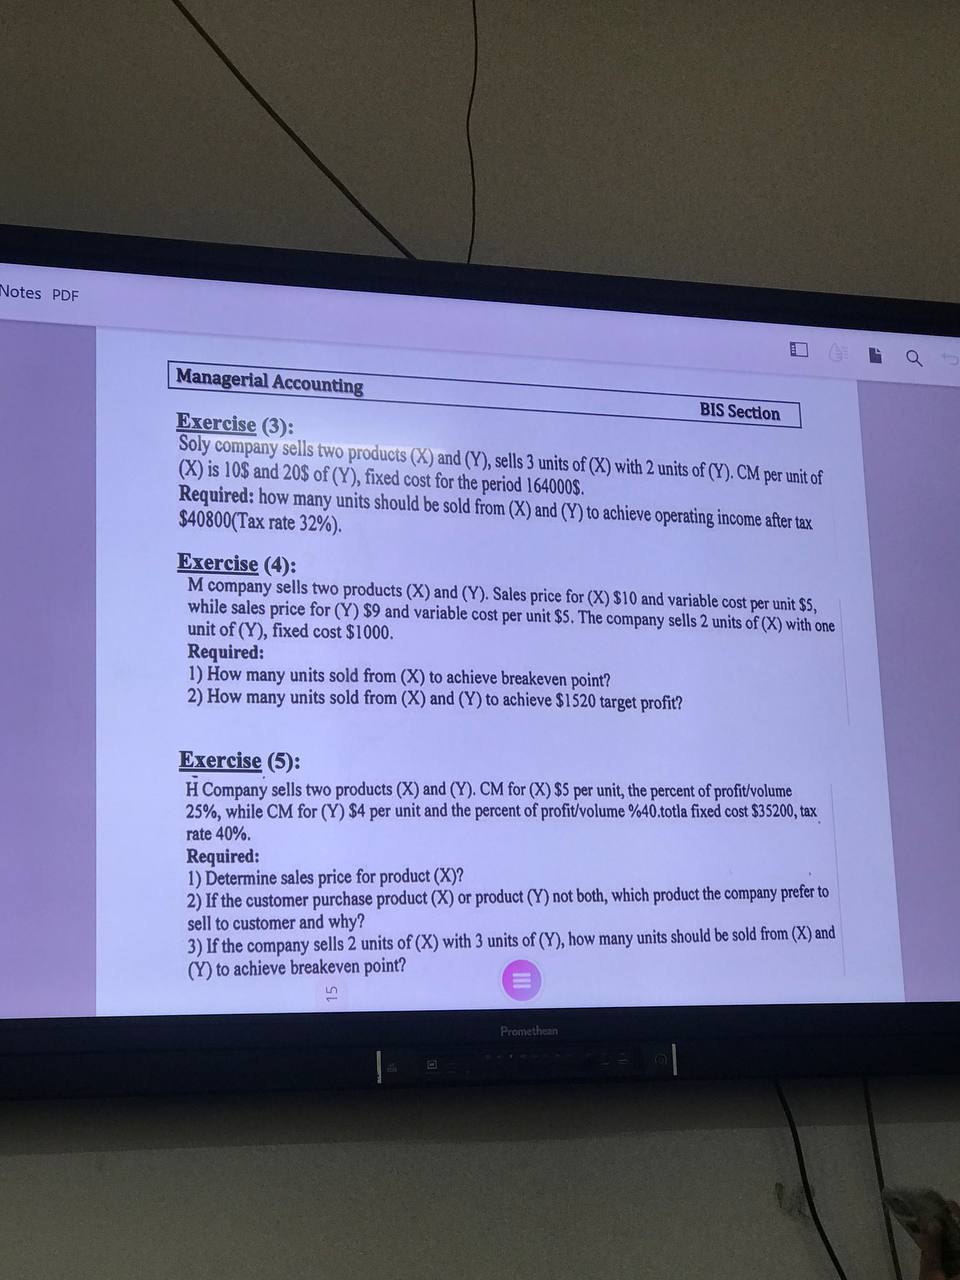 Notes PDF
Managerial Accounting
BIS Section
Exercise (3):
Soly company sells two products (X) and (Y), sells 3 units of (X) with 2 units of (Y). CM per unit of
(X) is 10$ and 20$ of (Y), fixed cost for the period 164000$.
Required: how many units should be sold from (X) and (Y) to achieve operating income after tax
$40800(Tax rate 32%).
Exercise (4):
M company sells two products (X) and (Y). Sales price for (X) $10 and variable cost per unit $5,
while sales price for (Y) $9 and variable cost per unit $5. The company sells 2 units of (X) with one
unit of (Y), fixed cost $1000.
Required:
1) How many units sold from (X) to achieve breakeven point?
2) How many units sold from (X) and (Y) to achieve $1520 target profit?
Exercise (5):
H Company sells two products (X) and (Y). CM for (X) $5 per unit, the percent of profit/volume
25%, while CM for (Y) $4 per unit and the percent of profit/volume %40.totla fixed cost $35200, tax
rate 40%.
Required:
1) Determine sales price for product (X)?
2) If the customer purchase product (X) or product (Y) not both, which product the company prefer to
sell to customer and why?
3) If the company sells 2 units of (X) with 3 units of (Y), how many units should be sold from (X) and
(Y) to achieve breakeven point?
15
Promethean